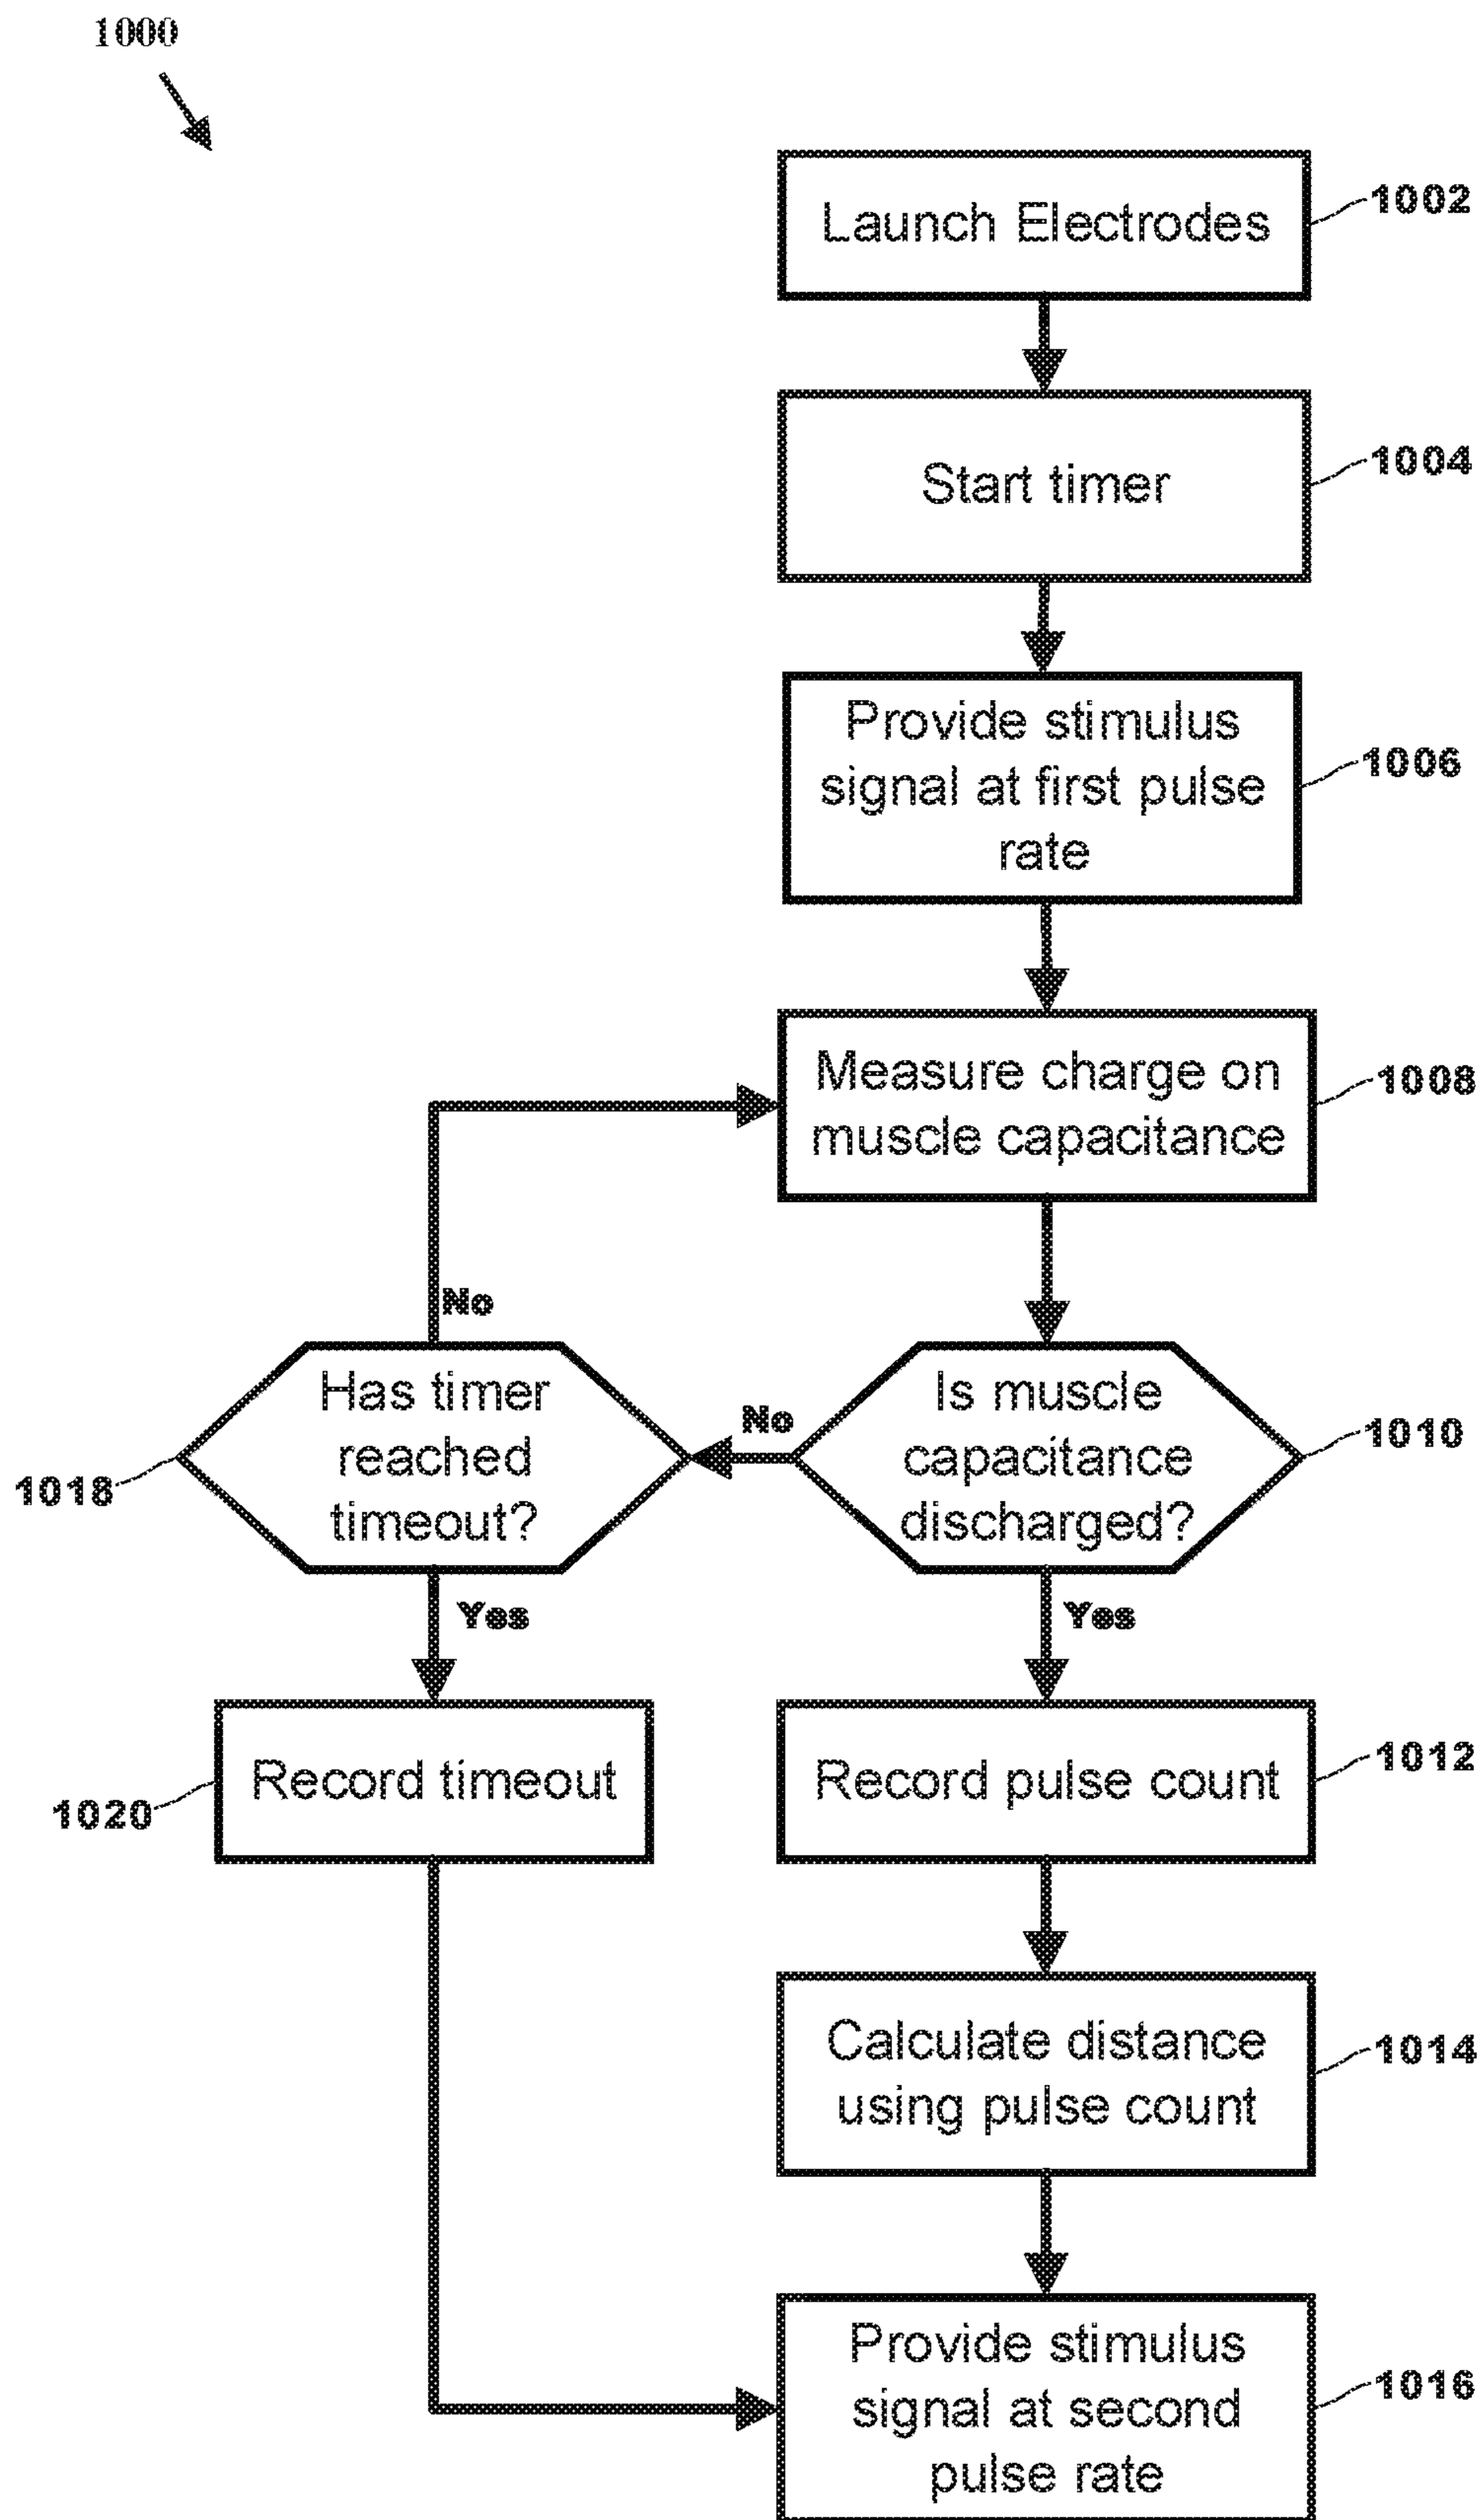 1000
Launch Electrodes
1002
Start timer
1004
Provide stimulus
signal at first pulse
rate
1006
Measure charge on
muscle capacitance
1008
No
Has timer
reached
timeout?
1018
No
Is muscle
capacitance
discharged?
1010
Yes
Yes
Record timeout
1020
Record pulse count
1012
Calculate distance
using pulse count
1014
Provide stimulus
signal at second
pulse rate
1016